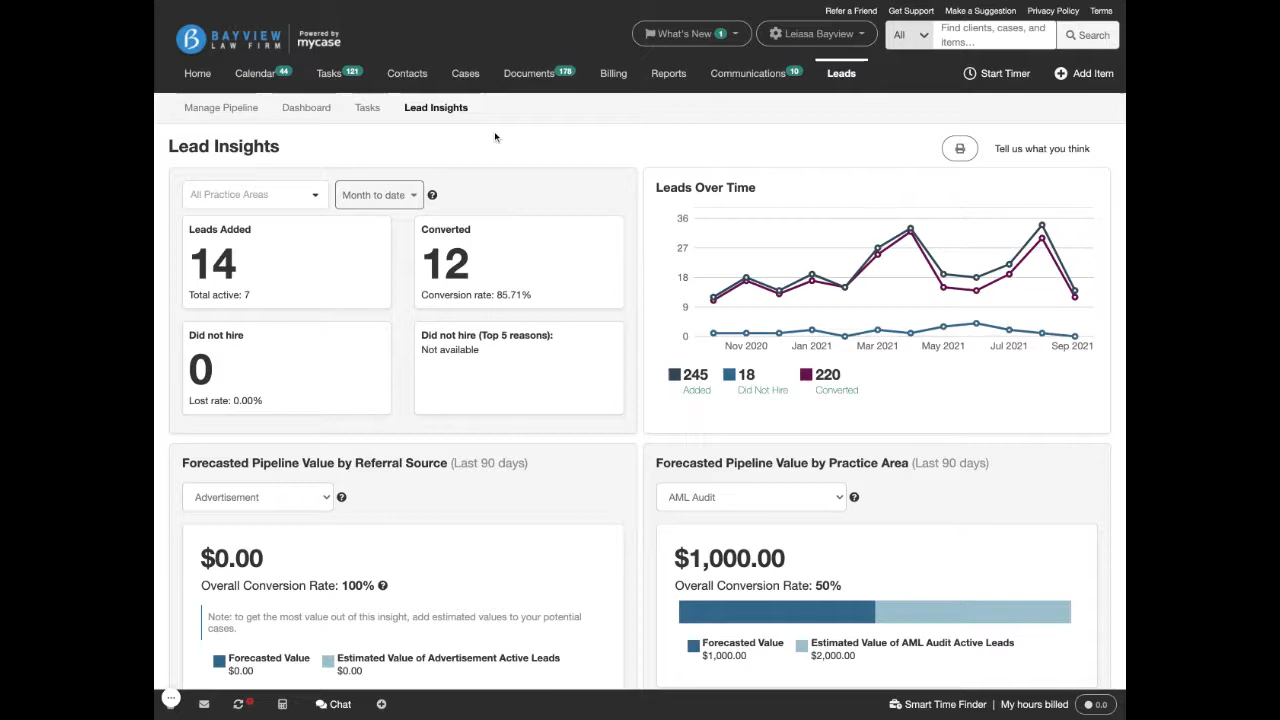 Refer a Friend Get Support Make a Suggestion Privacy Policy Terms
B BAYVIEW LAW FIRM Powered by mycase
What's New 1 Leiasa Bayview All Find clients, cases, and items... Search
Home Calendar 44 Tasks 121 Contacts Cases Documents 178 Billing Reports Communications 10 Leads Start Timer Add Item
Manage Pipeline Dashboard Tasks Lead Insights
Lead Insights
Tell us what you think
All Practice Areas Month to date ?
Leads Added
14
Total active: 7
Converted
12
Conversion rate: 85.71%
Did not hire
0
Lost rate: 0.00%
Did not hire (Top 5 reasons):
Not available
Leads Over Time
36
27
18
9
0
Nov 2020 Jan 2021 Mar 2021 May 2021 Jul 2021 Sep 2021
245 18 220
Added Did Not Hire Converted
Forecasted Pipeline Value by Referral Source (Last 90 days)
Advertisement ?
$0.00
Overall Conversion Rate: 100% ?
Note: to get the most value out of this insight, add estimated values to your potential
cases.
Forecasted Value Estimated Value of Advertisement Active Leads
$0.00 $0.00
Forecasted Pipeline Value by Practice Area (Last 90 days)
AML Audit ?
$1,000.00
Overall Conversion Rate: 50%
Forecasted Value Estimated Value of AML Audit Active Leads
$1,000.00 $2,000.00
Chat Smart Time Finder | My hours billed 0.0